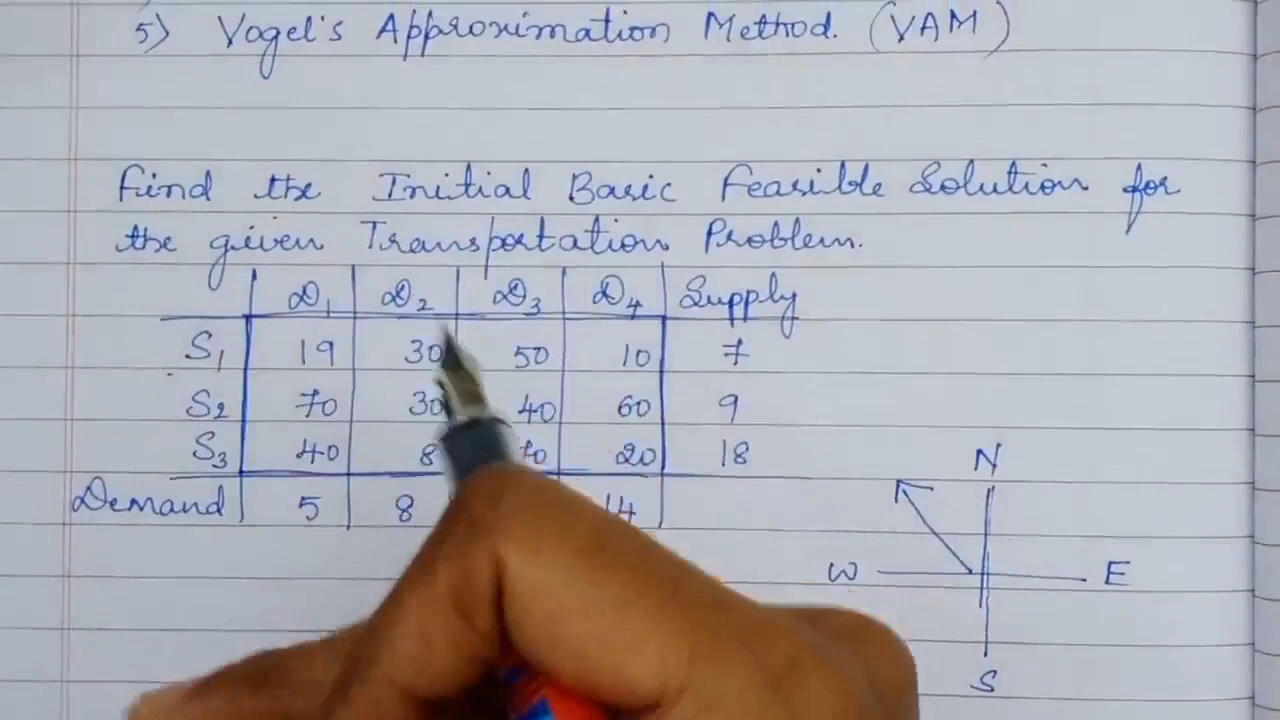 5) Vogel's Approximation Method. (VAM)
Find the Initial Basic Feasible Solution for
the given Transportation Problem.
D1 D2 D3 D4 Supply
S1 19 30 50 10 7
S2 70 30 40 60 9
S3 40 8 20 18
Demand 5 8
N
W E
S